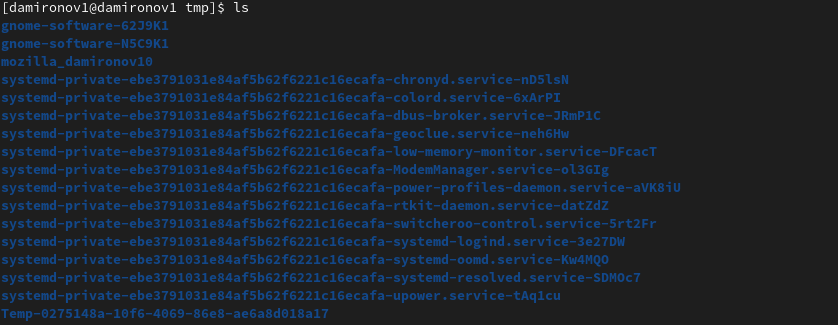 [damironov1@damironov1 tmp]$ ls
gnome-software-62J9K1
gnome-software-N5C9K1
mozilla_damironov10
systemd-private-ebe3791031e84af5b62f6221c16ecafa-chronyd.service-nD5lsN
systemd-private-ebe3791031e84af5b62f6221c16ecafa-colord.service-6xArPI
systemd-private-ebe3791031e84af5b62f6221c16ecafa-dbus-broker.service-JRmP1C
systemd-private-ebe3791031e84af5b62f6221c16ecafa-geoclue.service-neh6Hw
systemd-private-ebe3791031e84af5b62f6221c16ecafa-low-memory-monitor.service-DFcacT
systemd-private-ebe3791031e84af5b62f6221c16ecafa-ModemManager.service-ol3GIg
systemd-private-ebe3791031e84af5b62f6221c16ecafa-power-profiles-daemon.service-aVK8iU
systemd-private-ebe3791031e84af5b62f6221c16ecafa-rtkit-daemon.service-datZdZ
systemd-private-ebe3791031e84af5b62f6221c16ecafa-switcheroo-control.service-5rt2Fr
systemd-private-ebe3791031e84af5b62f6221c16ecafa-systemd-logind.service-3e27DW
systemd-private-ebe3791031e84af5b62f6221c16ecafa-systemd-oomd.service-Kw4MQO
systemd-private-ebe3791031e84af5b62f6221c16ecafa-systemd-resolved.service-SDMOc7
systemd-private-ebe3791031e84af5b62f6221c16ecafa-upower.service-tAq1cu
Temp-0275148a-10f6-4069-86e8-ae6a8d018a17